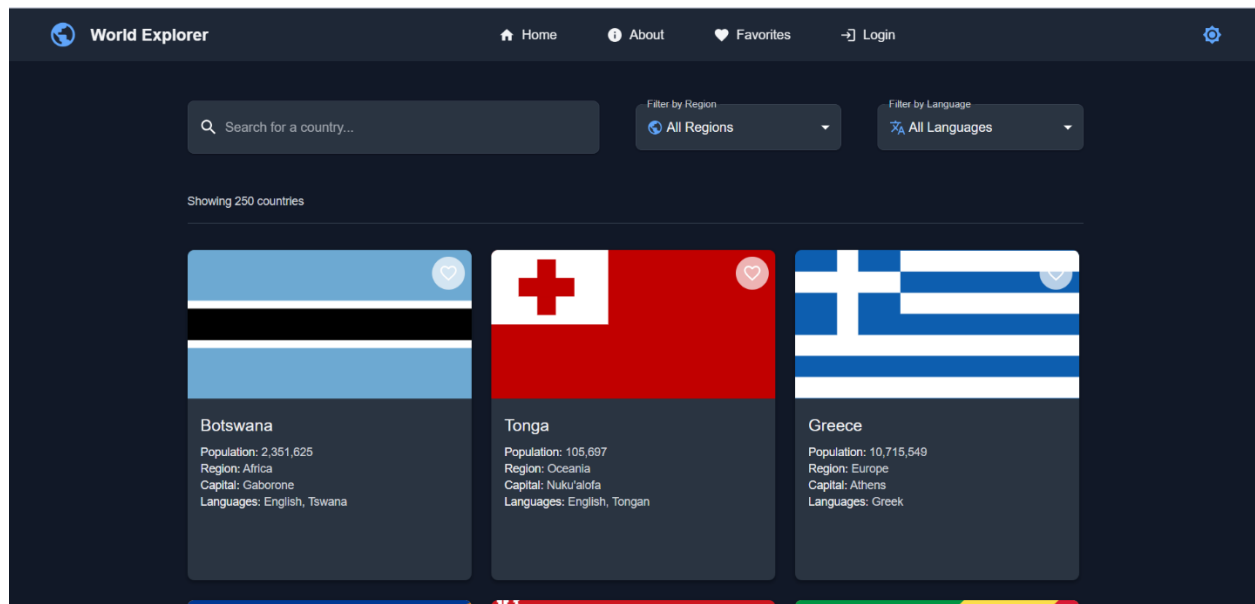 World Explorer
Home
About
Favorites
Login
Search for a country...
Filter by Region
All Regions
Filter by Language
All Languages
Showing 250 countries
Botswana
Population: 2,351,625
Region: Africa
Capital: Gaborone
Languages: English, Tswana
Tonga
Population: 105,697
Region: Oceania
Capital: Nuku'alofa
Languages: English, Tongan
Greece
Population: 10,715,549
Region: Europe
Capital: Athens
Languages: Greek